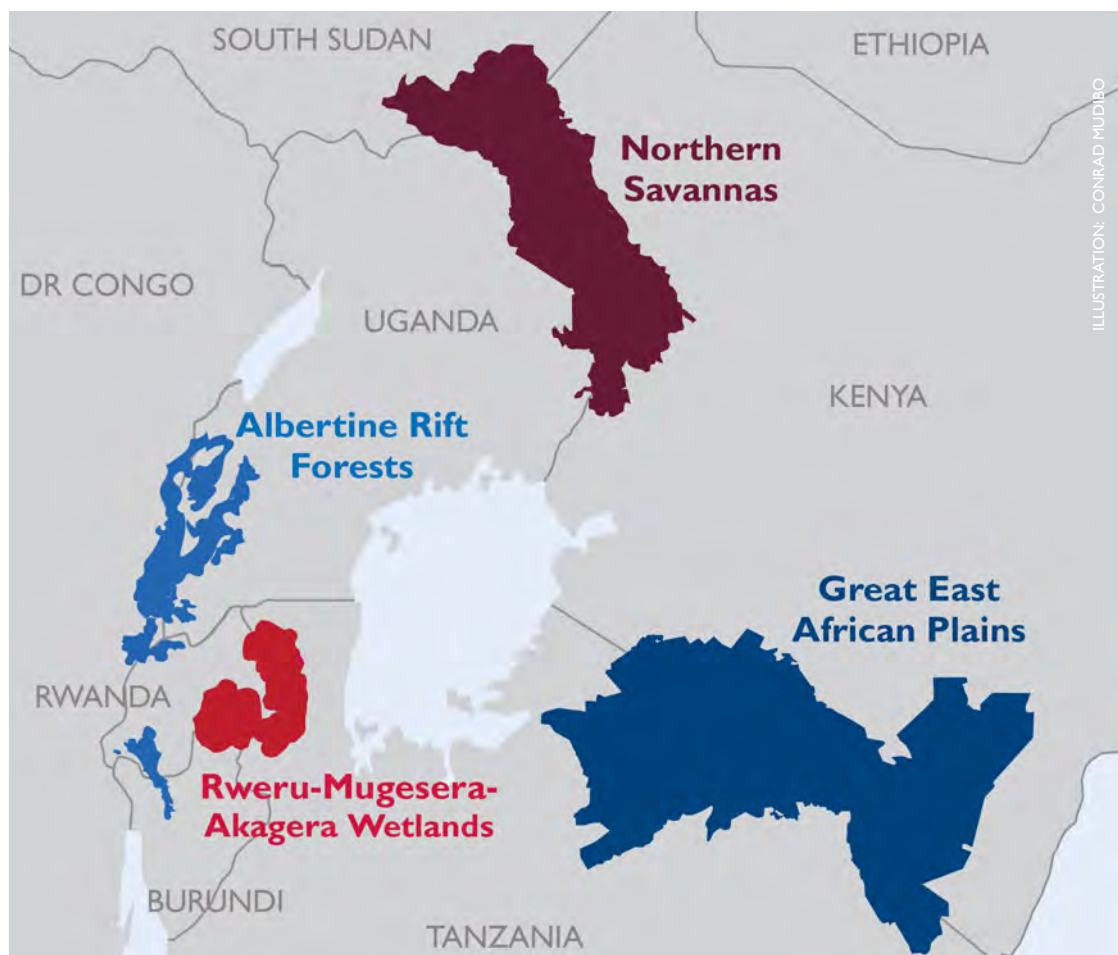 SOUTH SUDAN
ETHIOPIA
ILLUSTRATION: CONRAD MUDIBO
Northern
Savannas
DR CONGO
UGANDA
KENYA
Albertine Rift
Forests
Great East
African Plains
RWANDA
Rweru-Mugesera-
Akagera Wetlands
BURUNDI
TANZANIA